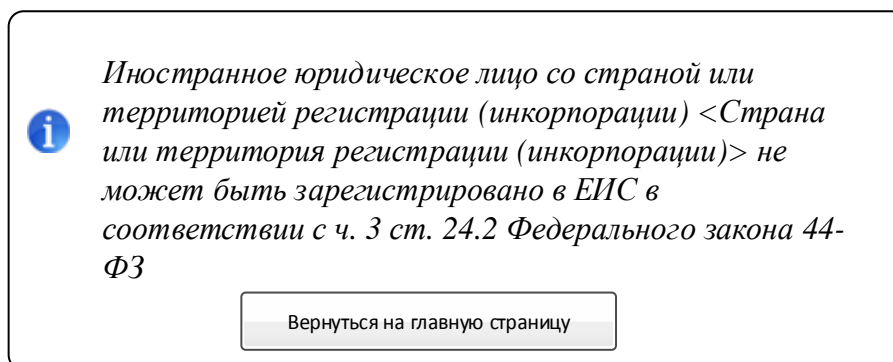 Иностранное юридическое лицо со страной или
территорией регистрации (инкорпорации) <Страна
или территория регистрации (инкорпорации)> не
может быть зарегистрировано в ЕИС в
соответствии с ч. 3 ст. 24.2 Федерального закона 44-
ФЗ
Вернуться на главную страницу